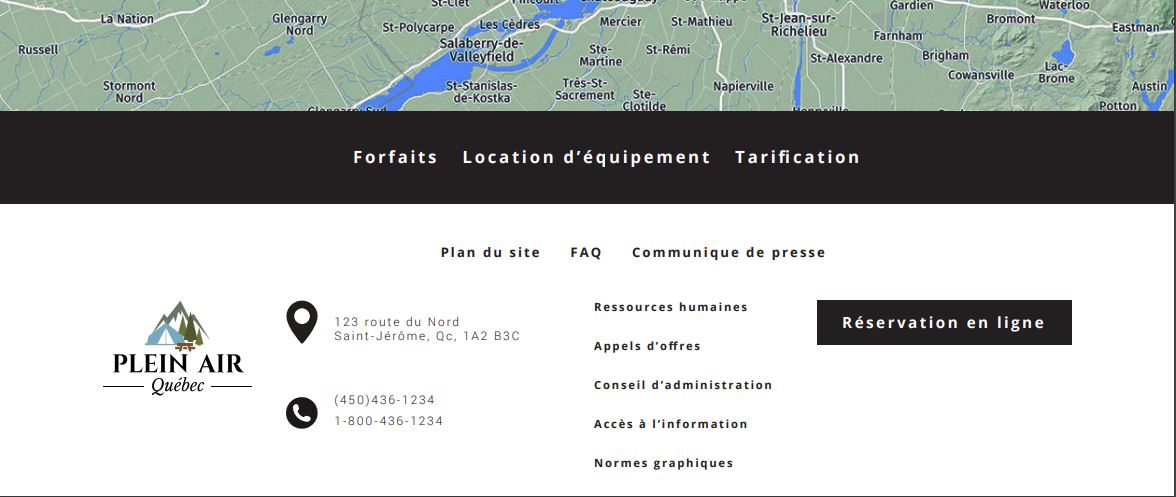 St-Clet
Gardien
Waterloo
La Nation
Glengarry
Nord
St-Polycarpe
Les Cèdres
Mercier
St-Mathieu
St-Jean-sur-
Richelieu
Bromont
Eastman
Farnham
Russell
Salaberry-de-
Valleyfield
Ste-
Martine
St-Rémi
St-Alexandre
Brigham
Lac-
Brome
Cowansville
Stormont
Nord
St-Stanislas-
de-Kostka
Très-St-
Sacrement
Ste-
Clotilde
Napierville
Austin
Potton
Forfaits Location d’équipement Tarification
Plan du site FAQ Communique de presse
PLEIN AIR
Québec
123 route du Nord
Saint-Jérôme, Qc, 1A2 B3C
(450)436-1234
1-800-436-1234
Ressources humaines
Appels d’offres
Conseil d’administration
Accès à l’information
Normes graphiques
Réservation en ligne